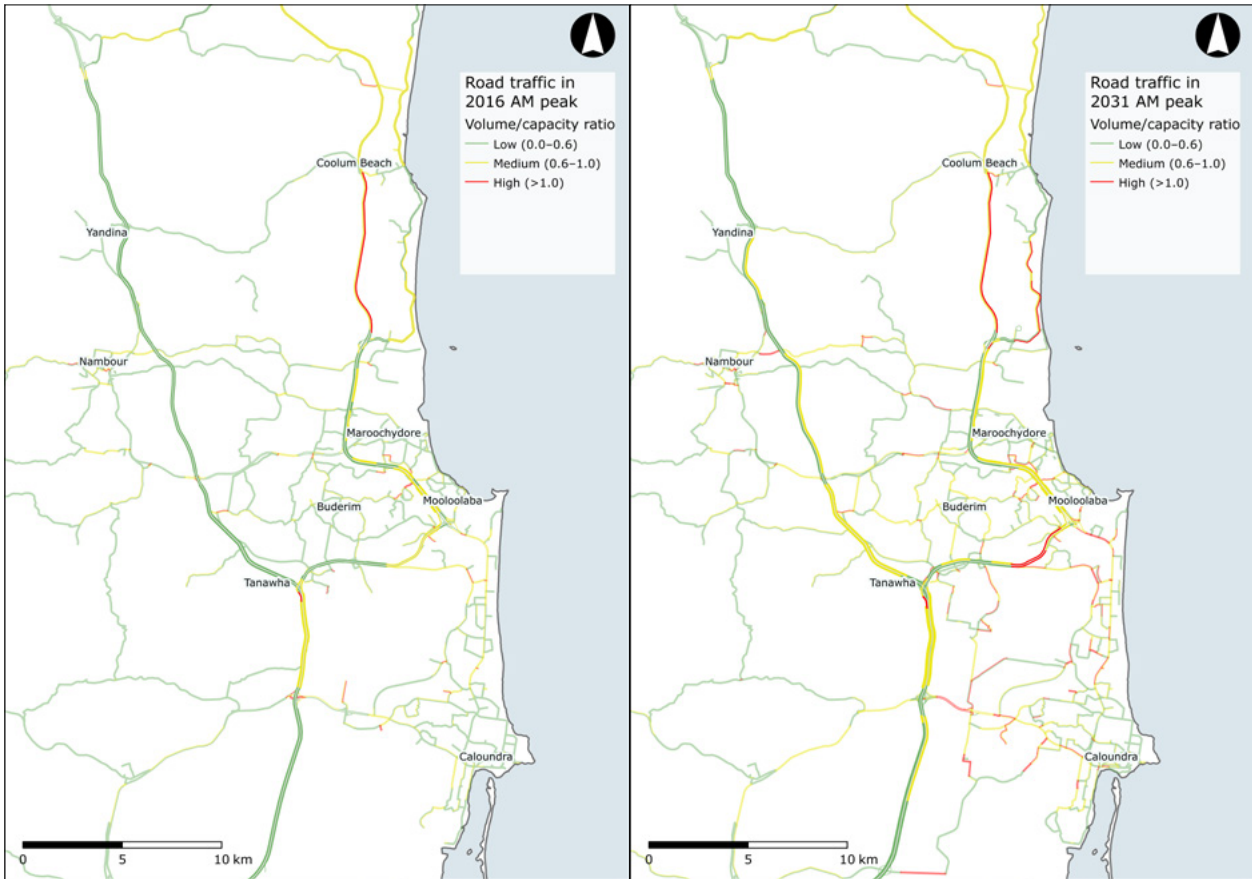 Road traffic in
2016 AM peak
Volume/capacity ratio
Low (0.0–0.6)
Medium (0.6–1.0)
High (>1.0)
Coolum Beach
Yandina
Nambour
Maroochydore
Mooloolaba
Buderim
Tanawha
Caloundra
0 5 10 km
Road traffic in
2031 AM peak
Volume/capacity ratio
Low (0.0–0.6)
Medium (0.6–1.0)
High (>1.0)
Coolum Beach
Yandina
Nambour
Maroochydore
Mooloolaba
Buderim
Tanawha
Caloundra
0 5 10 km